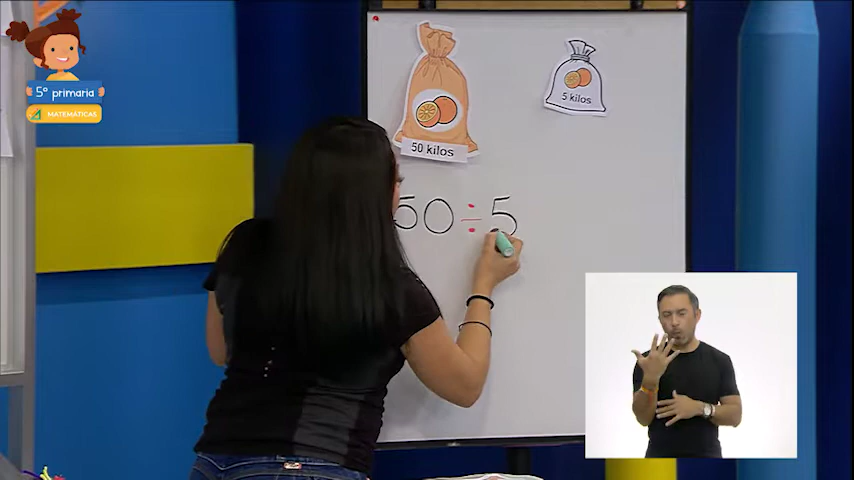 5º primaria
MATEMÁTICAS
50 kilos
5 kilos
50 ÷ 5